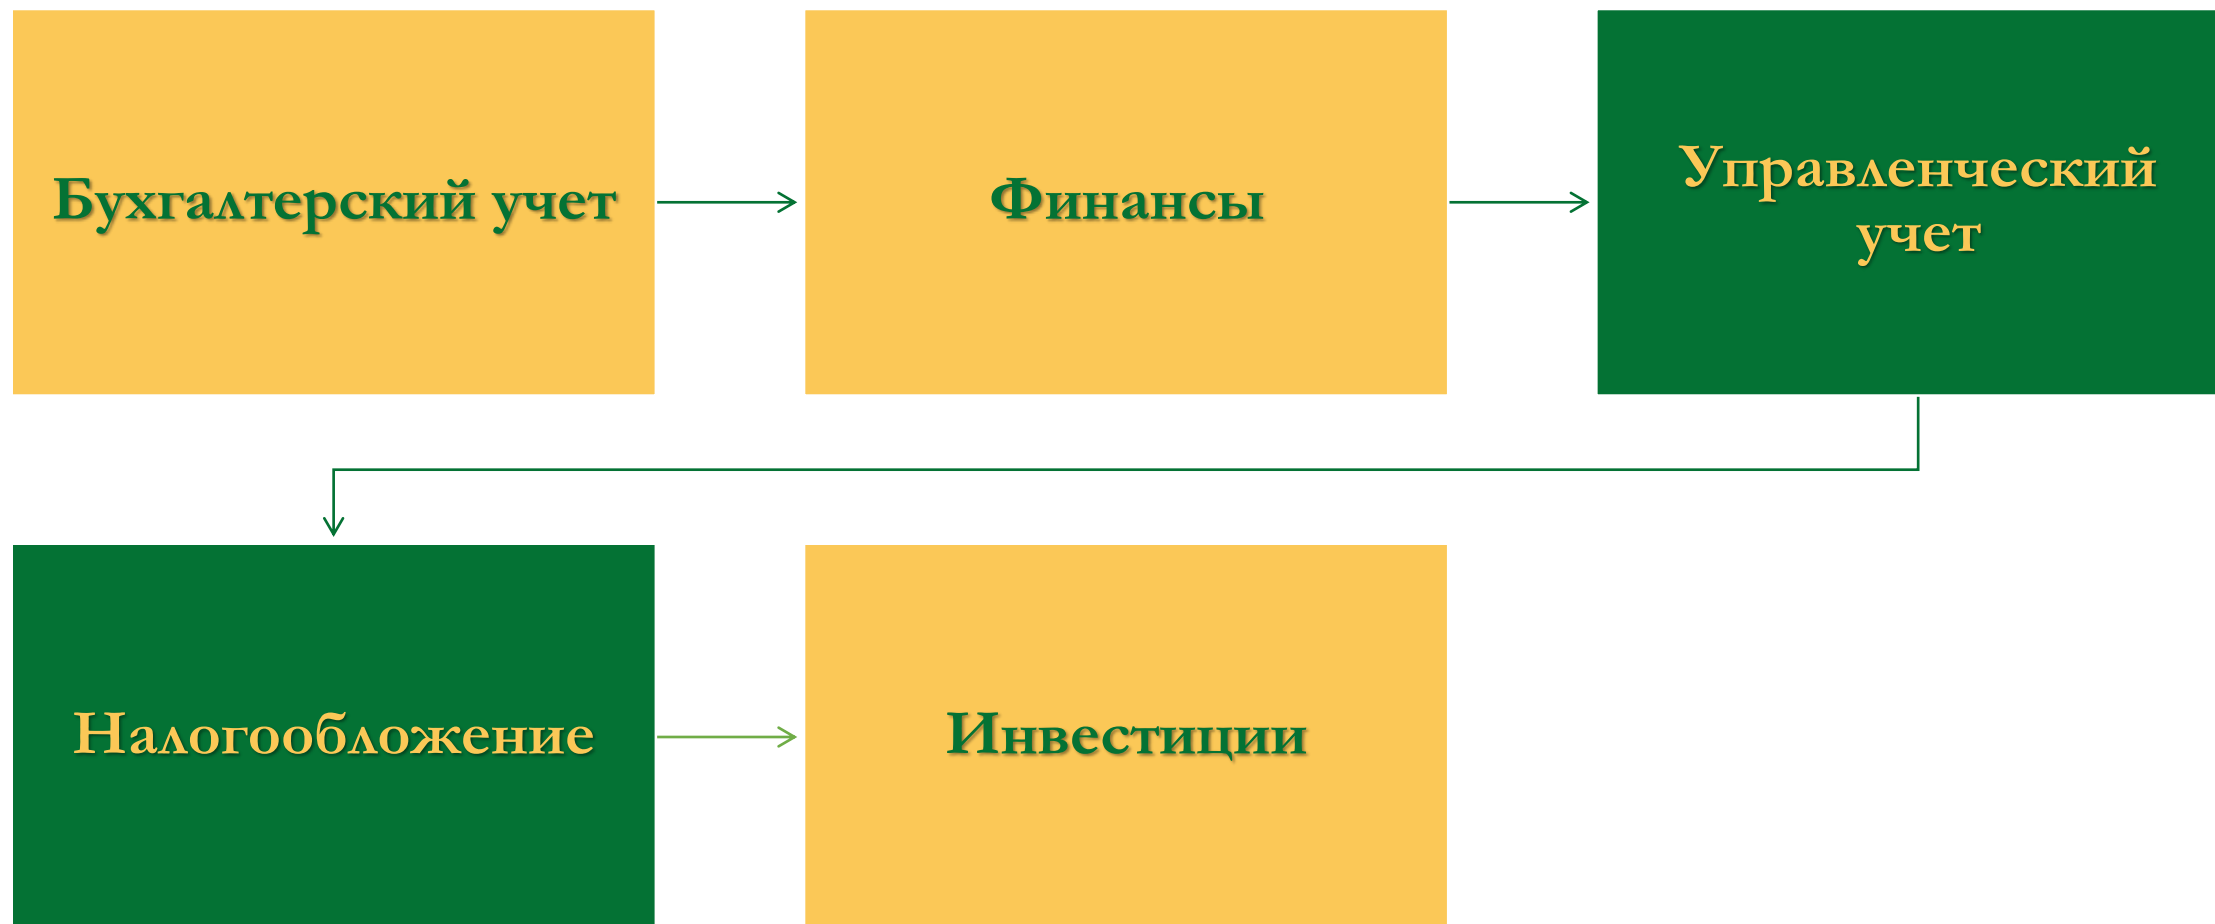 Бухгалтерский учет
Финансы
Управленческий
учет
Налогообложение
Инвестиции